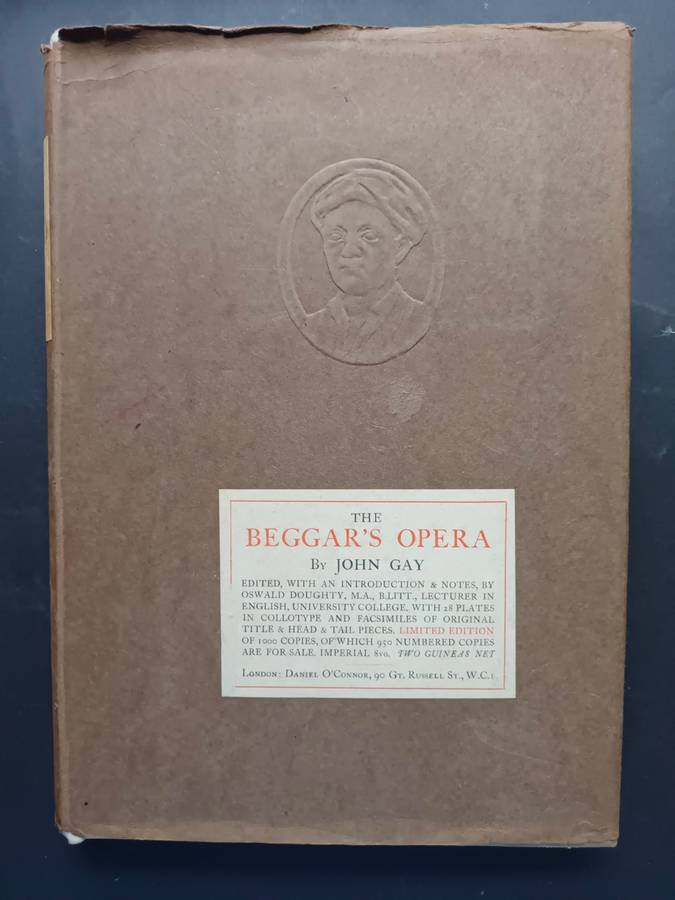 THE
BEGGAR'S OPERA
By JOHN GAY
EDITED, WITH AN INTRODUCTION & NOTES, BY
OSWALD DOUGHTY, M.A., B.LITT., LECTURER IN
ENGLISH, UNIVERSITY COLLEGE. WITH 28 PLATES
IN COLLOTYPE AND FACSIMILES OF ORIGINAL
TITLE & HEAD & TAIL PIECES. LIMITED EDITION
OF 1000 COPIES, OF WHICH 950 NUMBERED COPIES
ARE FOR SALE. IMPERIAL 8vo. TWO GUINEAS NET
London: Daniel O'Connor, 90 Gt. Russell St., W.C.1